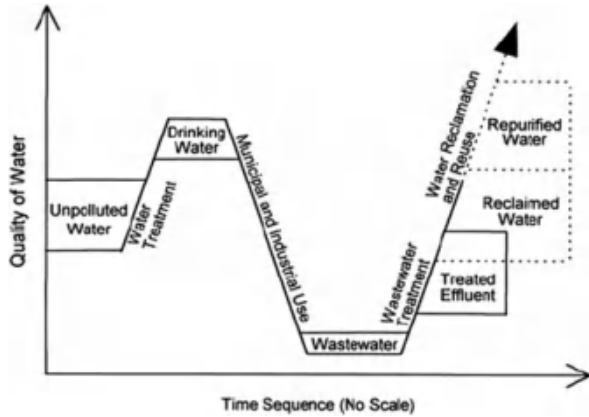 Quality of Water
Unpolluted
Water
Water
Treatment
Drinking
Water
Municipal and Industrial Use
Wastewater
Wastewater
Treatment
Water Reclamation
and Reuse
Repurified
Water
Reclaimed
Water
Treated
Effluent
Time Sequence (No Scale)